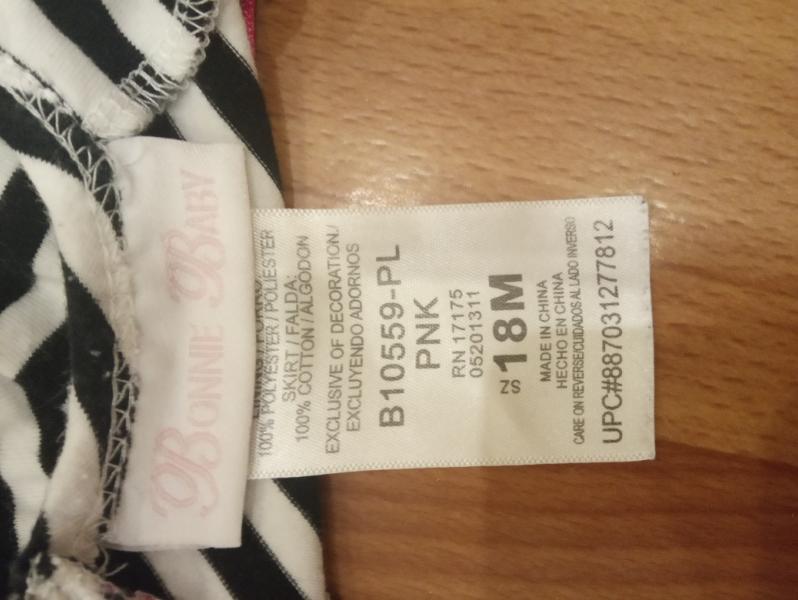 BONNIE BABY
100% POLYESTER / POLIESTER
SKIRT / FALDA:
100% COTTON / ALGODON
EXCLUSIVE OF DECORATION./
EXCLUYENDO ADORNOS
B10559-PL
PNK
RN 17175
05201311
SZ 18M
MADE IN CHINA
HECHO EN CHINA
CARE ON REVERSE/CUIDADOS AL LADO INVERSO
UPC#887031277812